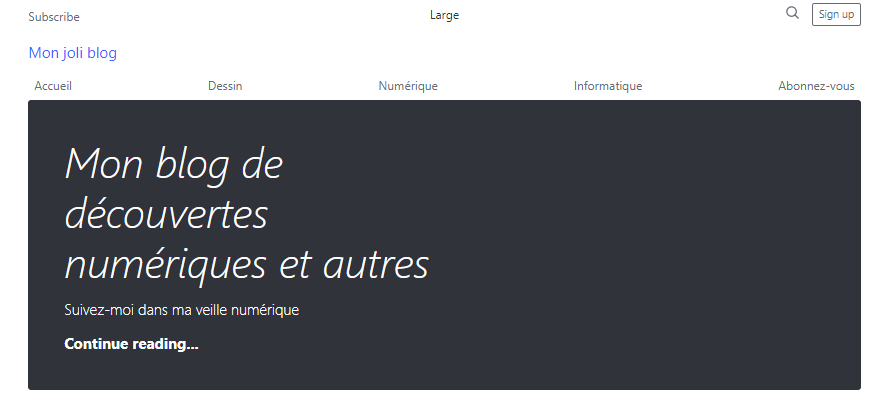 Subscribe
Large
Sign up
Mon joli blog
Accueil
Dessin
Numérique
Informatique
Abonnez-vous
Mon blog de
découvertes
numériques et autres
Suivez-moi dans ma veille numérique
Continue reading...